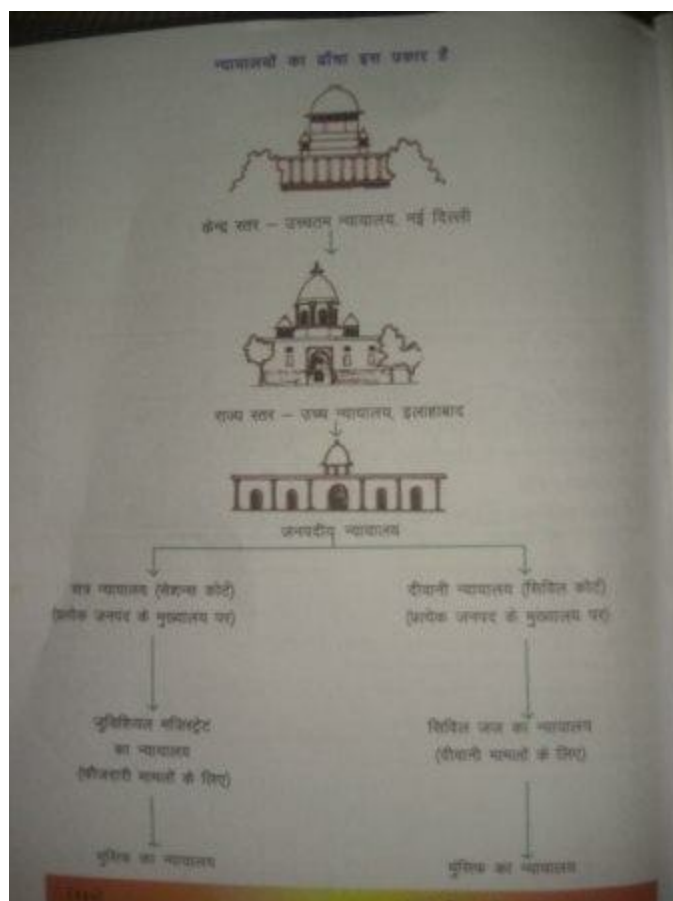 न्यायालयों का ढाँचा इस प्रकार है
केन्द्र स्तर – उच्चतम न्यायालय, नई दिल्ली
राज्य स्तर – उच्च न्यायालय, इलाहाबाद
जनपदीय न्यायालय
सत्र न्यायालय (सेशन्स कोर्ट)
(प्रत्येक जनपद के मुख्यालय पर)
दीवानी न्यायालय (सिविल कोर्ट)
(प्रत्येक जनपद के मुख्यालय पर)
जुडिशियल मजिस्ट्रेट
का न्यायालय
(फौजदारी मामलों के लिए)
सिविल जज का न्यायालय
(दीवानी मामलों के लिए)
मुंसिफ का न्यायालय
मुंसिफ का न्यायालय